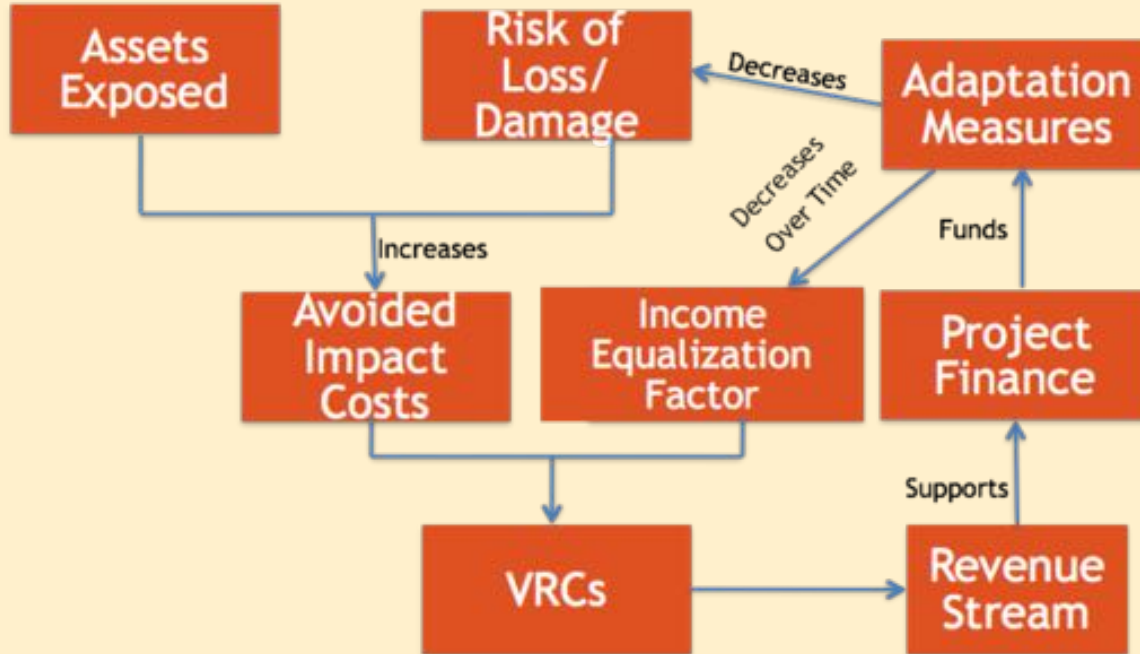 Assets
Exposed
Risk of
Loss/
Damage
Decreases
Adaptation
Measures
Decreases
Over Time
Funds
Increases
Avoided
Impact
Costs
Income
Equalization
Factor
Project
Finance
Supports
VRCs
Revenue
Stream